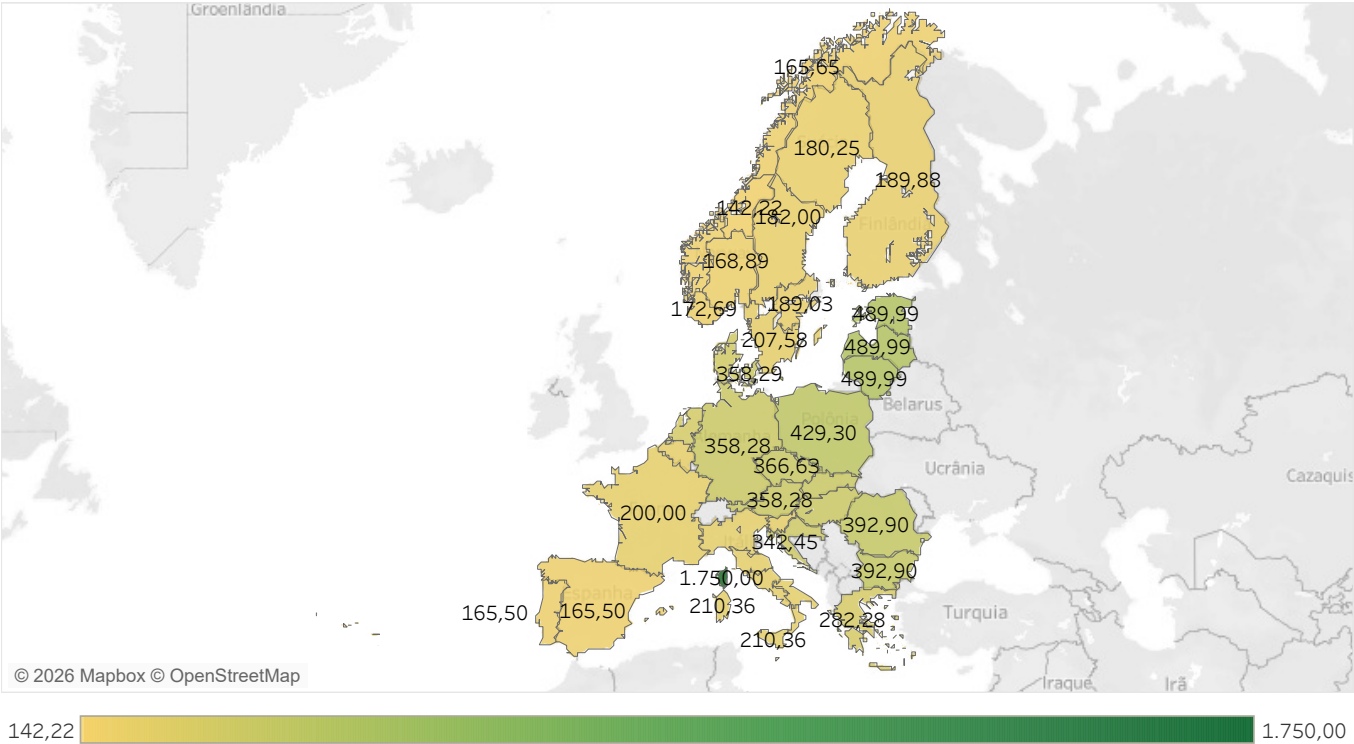 Groenlândia
165,65
180,25
189,88
142,22
182,00
Finlândia
168,89
172,69
189,03
489,99
207,58
489,99
358,29
489,99
Belarus
Polônia
429,30
358,28
366,63
Ucrânia
Cazaquis
358,28
200,00
392,90
342,45
392,90
1.750,00
Espanha
165,50
165,50
210,36
282,28
Turquia
210,36
© 2026 Mapbox © OpenStreetMap
Iraque
Irã
142,22
1.750,00